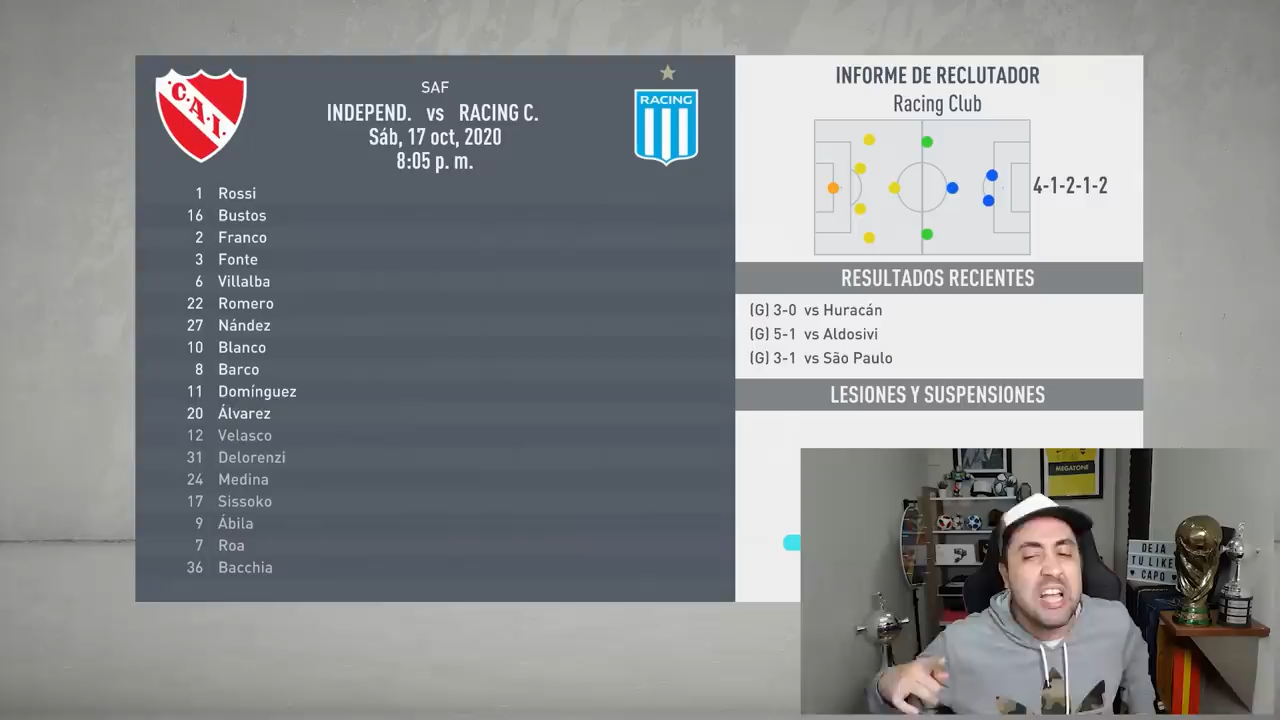 C.A.I.
SAF
INDEPEND. vs RACING C.
Sáb, 17 oct, 2020
8:05 p. m.
RACING
1 Rossi
16 Bustos
2 Franco
3 Fonte
6 Villalba
22 Romero
27 Nández
10 Blanco
8 Barco
11 Domínguez
20 Álvarez
12 Velasco
31 Delorenzi
24 Medina
17 Sissoko
9 Ábila
7 Roa
36 Bacchia
INFORME DE RECLUTADOR
Racing Club
4-1-2-1-2
RESULTADOS RECIENTES
(G) 3-0 vs Huracán
(G) 5-1 vs Aldosivi
(G) 3-1 vs São Paulo
LESIONES Y SUSPENSIONES
MEGATONE
DEJA
TU LIKE
CAPO